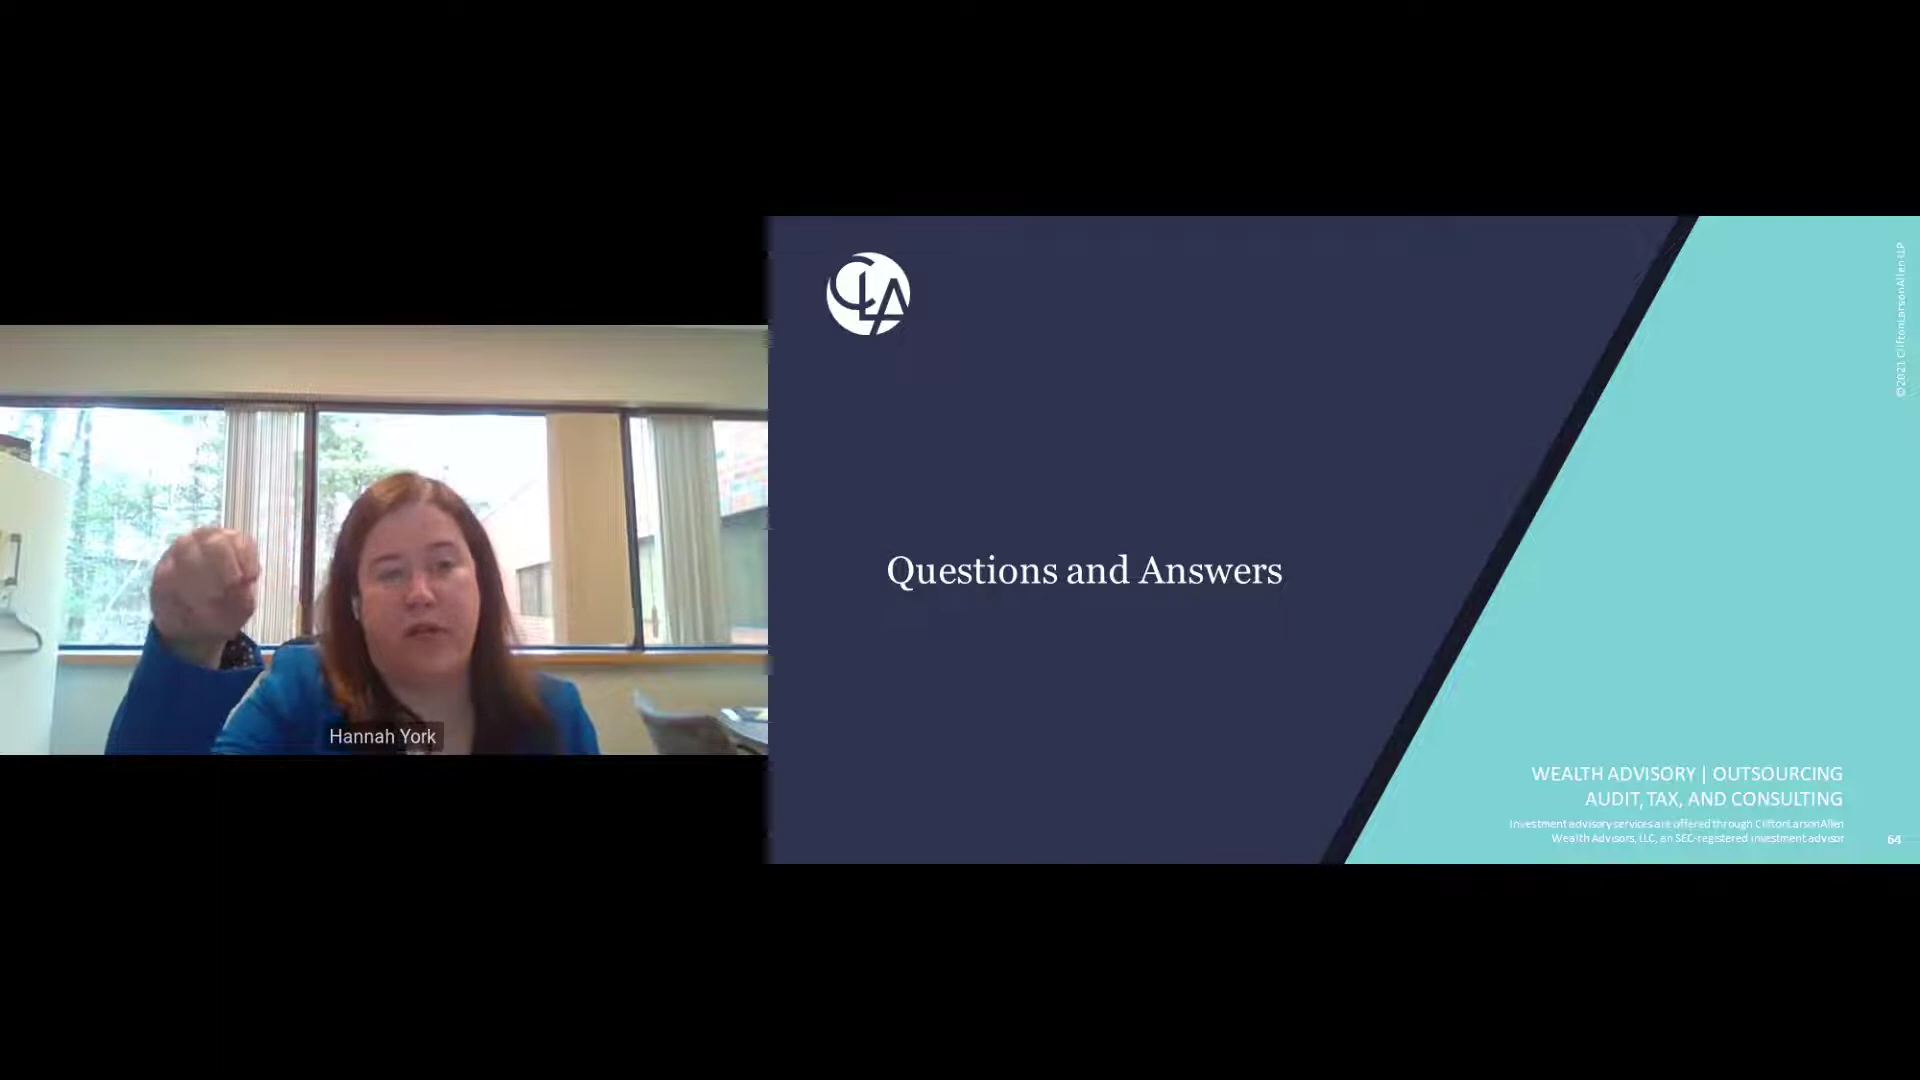 Hannah York
CLA
Questions and Answers
©2021 CliftonLarsonAllen LLP
WEALTH ADVISORY | OUTSOURCING
AUDIT, TAX, AND CONSULTING
Investment advisory services are offered through CliftonLarsonAllen
Wealth Advisors, LLC, an SEC-registered investment advisor
64